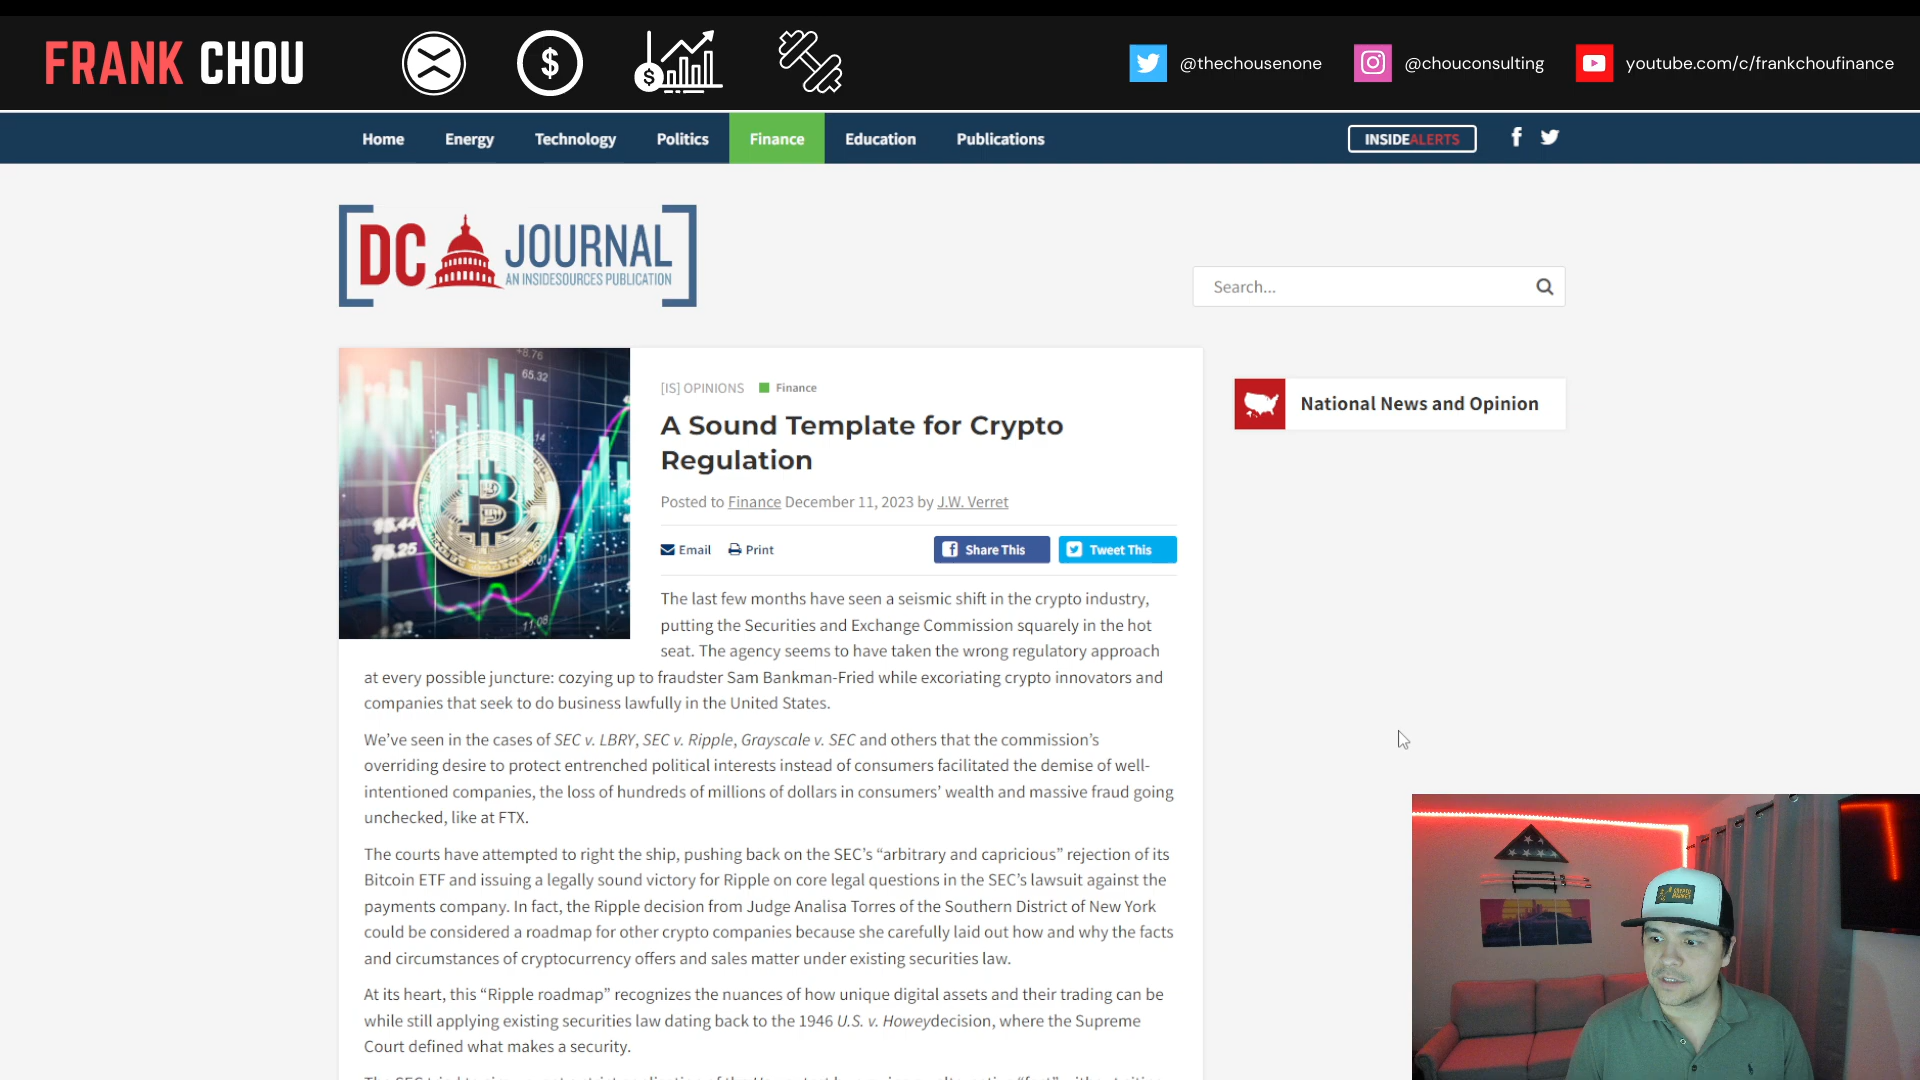 FRANK CHOU
@thechousenone
@chouconsulting
youtube.com/c/frankchoufinance
Home
Energy
Technology
Politics
Finance
Education
Publications
INSIDEALERTS
DC JOURNAL
AN INSIDESOURCES PUBLICATION
Search...
[IS] OPINIONS
Finance
A Sound Template for Crypto
Regulation
Posted to Finance December 11, 2023 by J.W. Verret
Email
Print
Share This
Tweet This
National News and Opinion
+8.76
65.32
78.25
11.08
The last few months have seen a seismic shift in the crypto industry,
putting the Securities and Exchange Commission squarely in the hot
seat. The agency seems to have taken the wrong regulatory approach
at every possible juncture: cozying up to fraudster Sam Bankman-Fried while excoriating crypto innovators and
companies that seek to do business lawfully in the United States.
We’ve seen in the cases of SEC v. LBRY, SEC v. Ripple, Grayscale v. SEC and others that the commission’s
overriding desire to protect entrenched political interests instead of consumers facilitated the demise of well-
intentioned companies, the loss of hundreds of millions of dollars in consumers’ wealth and massive fraud going
unchecked, like at FTX.
The courts have attempted to right the ship, pushing back on the SEC’s “arbitrary and capricious” rejection of its
Bitcoin ETF and issuing a legally sound victory for Ripple on core legal questions in the SEC’s lawsuit against the
payments company. In fact, the Ripple decision from Judge Analisa Torres of the Southern District of New York
could be considered a roadmap for other crypto companies because she carefully laid out how and why the facts
and circumstances of cryptocurrency offers and sales matter under existing securities law.
At its heart, this “Ripple roadmap” recognizes the nuances of how unique digital assets and their trading can be
while still applying existing securities law dating back to the 1946 U.S. v. Howeydecision, where the Supreme
Court defined what makes a security.